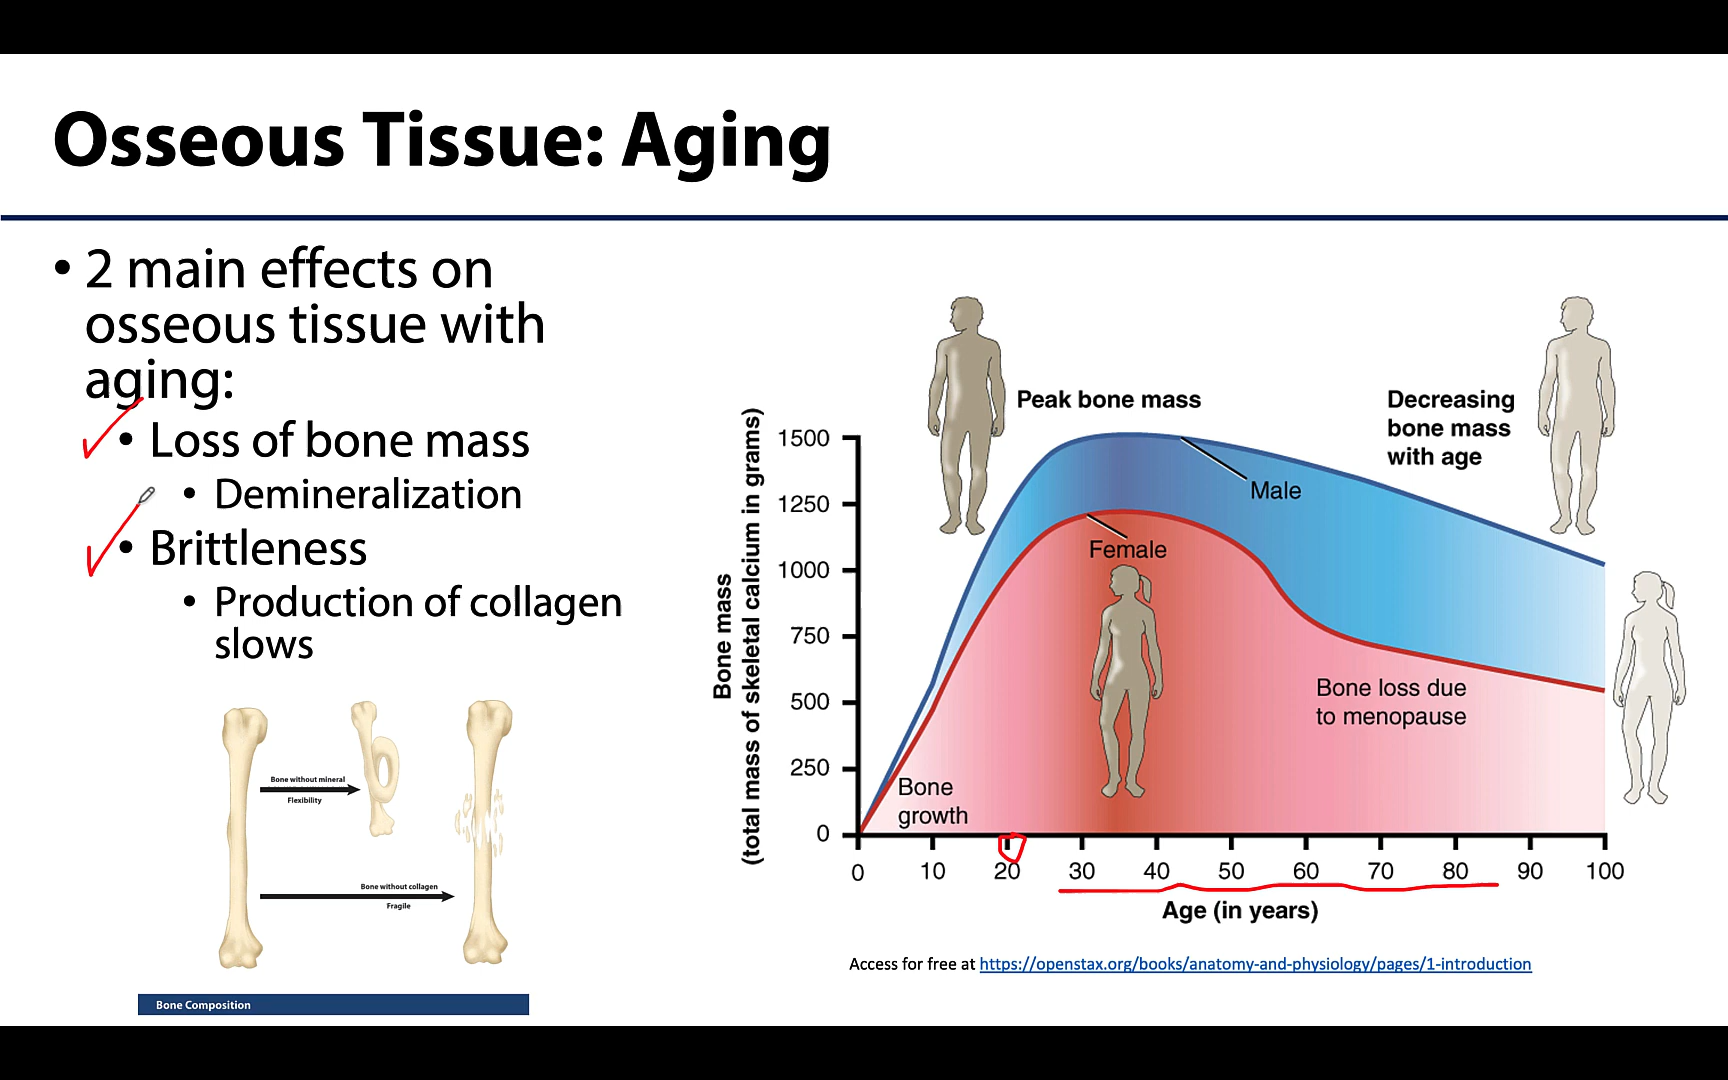 Osseous Tissue: Aging
• 2 main effects on
osseous tissue with
aging:
• Loss of bone mass
• Demineralization
• Brittleness
• Production of collagen
slows
Bone without mineral
Flexibility
Bone without collagen
Fragile
Bone Composition
Peak bone mass
Decreasing
bone mass
with age
Bone mass
(total mass of skeletal calcium in grams)
1500
1250
1000
750
500
250
0
Male
Female
Bone loss due
to menopause
Bone
growth
0 10 20 30 40 50 60 70 80 90 100
Age (in years)
Access for free at https://openstax.org/books/anatomy-and-physiology/pages/1-introduction